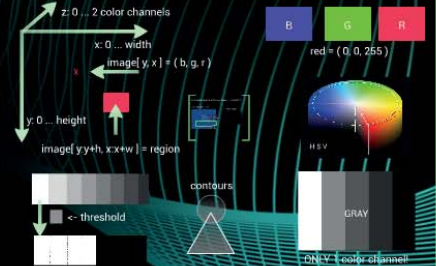 z: 0 ... 2 color channels
x: 0 ... width
x
image[ y, x ] = ( b, g, r )
y: 0 ... height
image[ y:y+h, x:x+w ] = region
B
G
R
red = ( 0, 0, 255 )
HSV
<- threshold
contours
GRAY
ONLY 1 color channel!